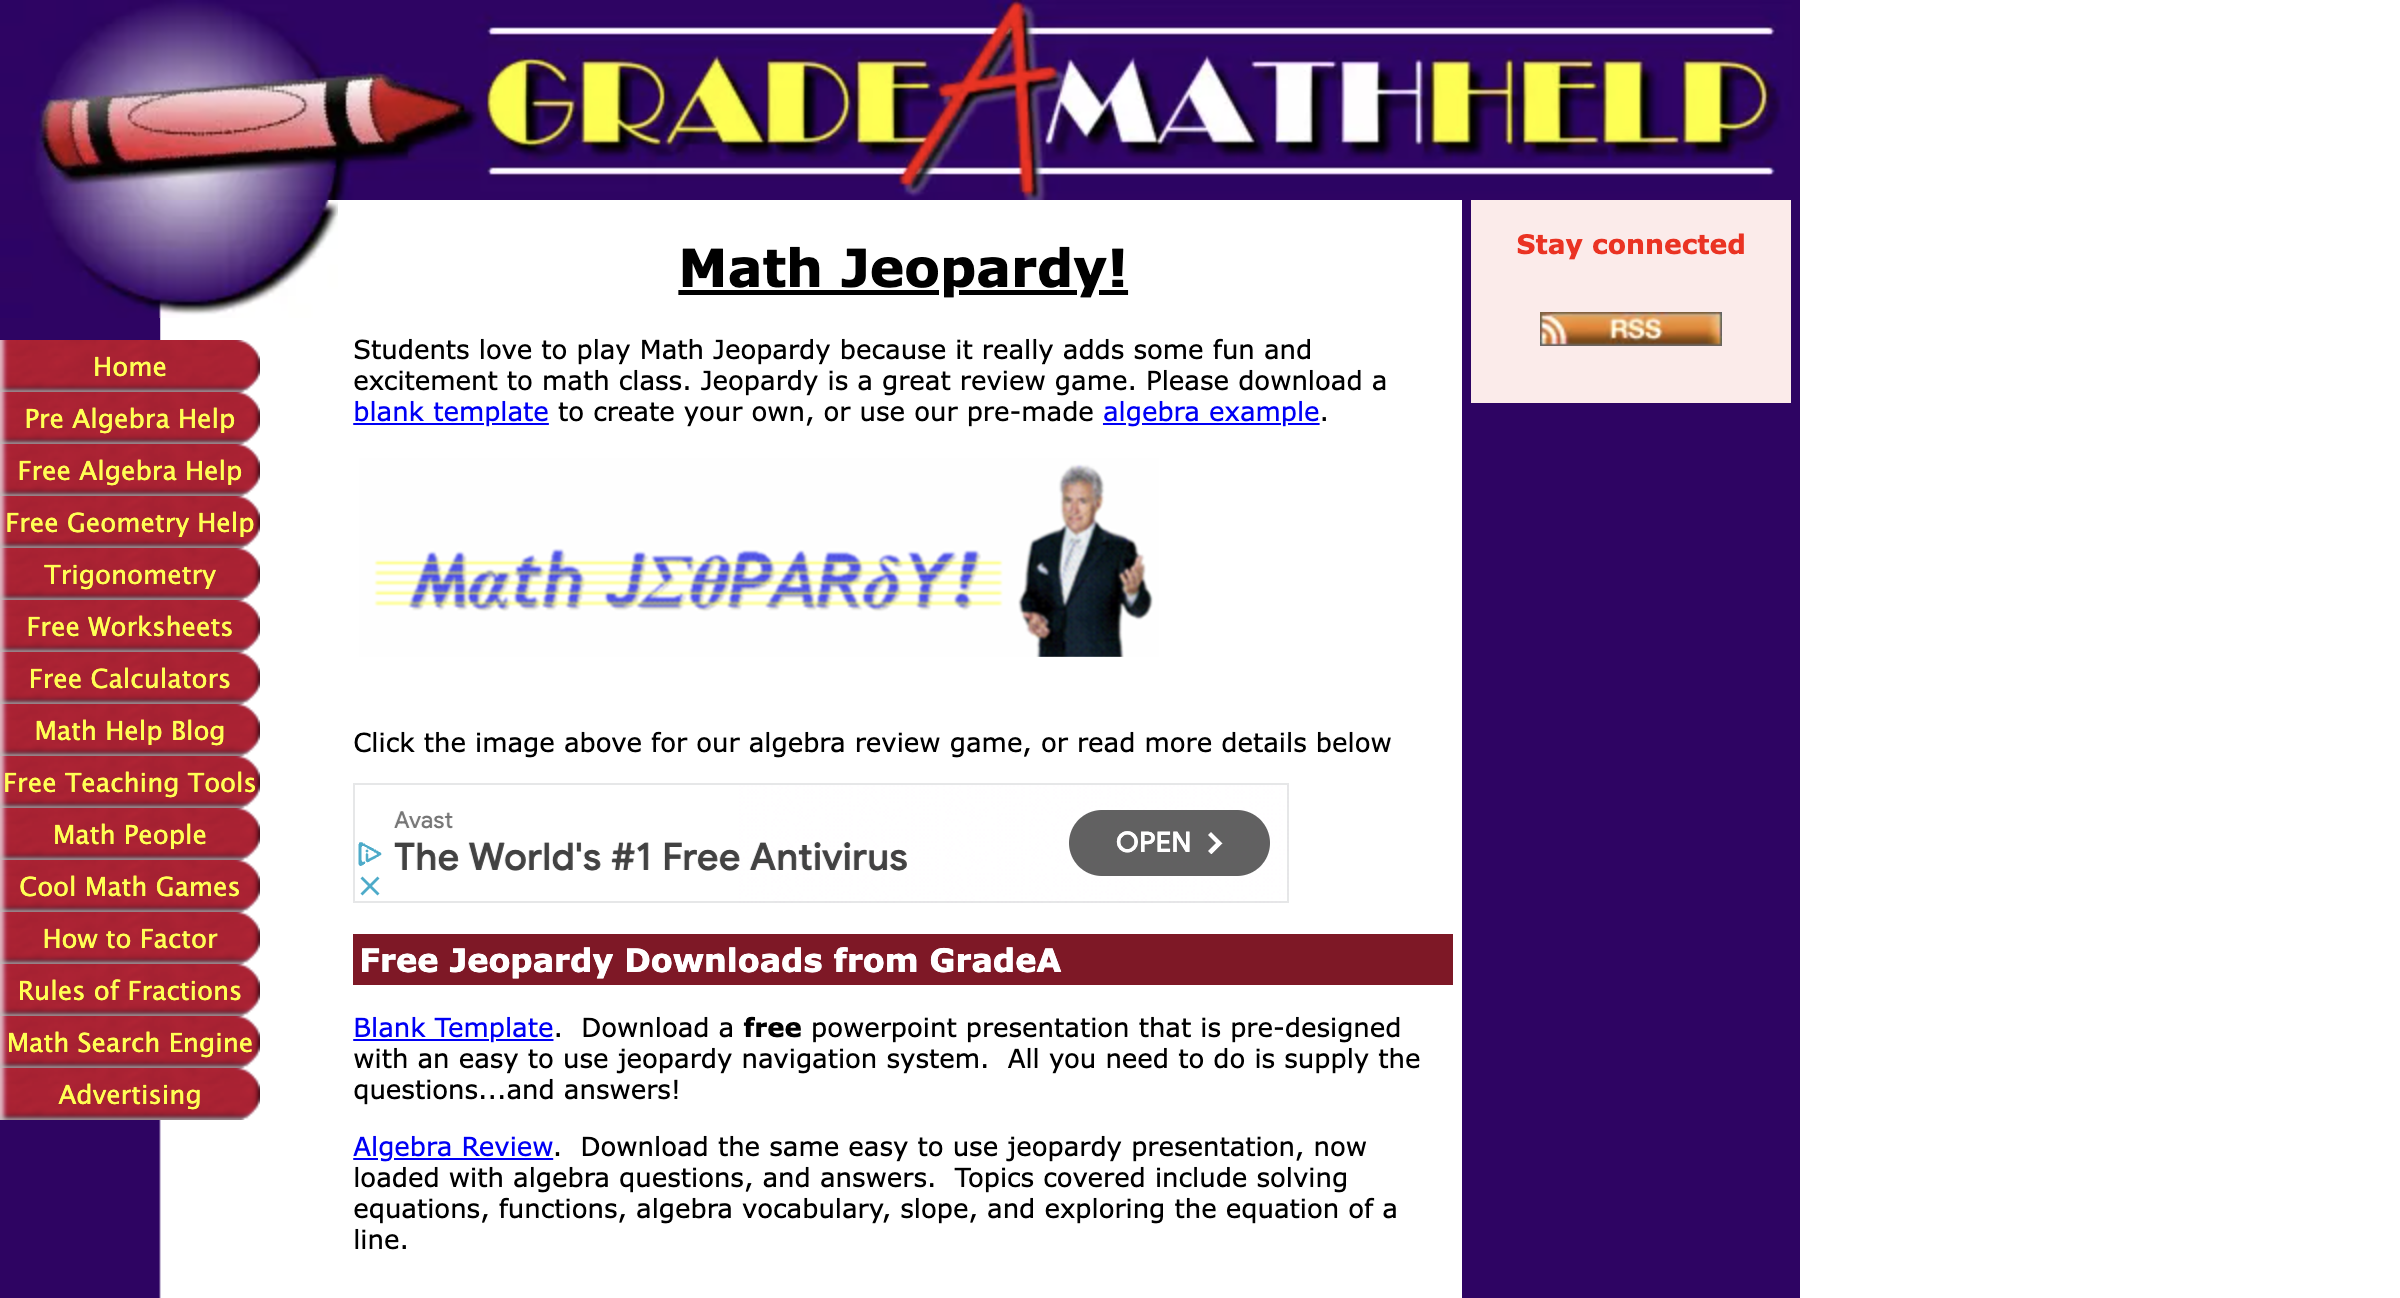 GRADEAMATHHELP
Math Jeopardy!
Stay connected
RSS
Students love to play Math Jeopardy because it really adds some fun and
excitement to math class. Jeopardy is a great review game. Please download a
blank template to create your own, or use our pre-made algebra example.
Home
Pre Algebra Help
Free Algebra Help
Free Geometry Help
Trigonometry
Free Worksheets
Free Calculators
Math Help Blog
Free Teaching Tools
Math People
Cool Math Games
How to Factor
Rules of Fractions
Math Search Engine
Advertising
Mαth JΣθPARδY!
Click the image above for our algebra review game, or read more details below
Avast
The World's #1 Free Antivirus
OPEN
Free Jeopardy Downloads from GradeA
Blank Template.  Download a free powerpoint presentation that is pre-designed
with an easy to use jeopardy navigation system.  All you need to do is supply the
questions...and answers!
Algebra Review.  Download the same easy to use jeopardy presentation, now
loaded with algebra questions, and answers.  Topics covered include solving
equations, functions, algebra vocabulary, slope, and exploring the equation of a
line.